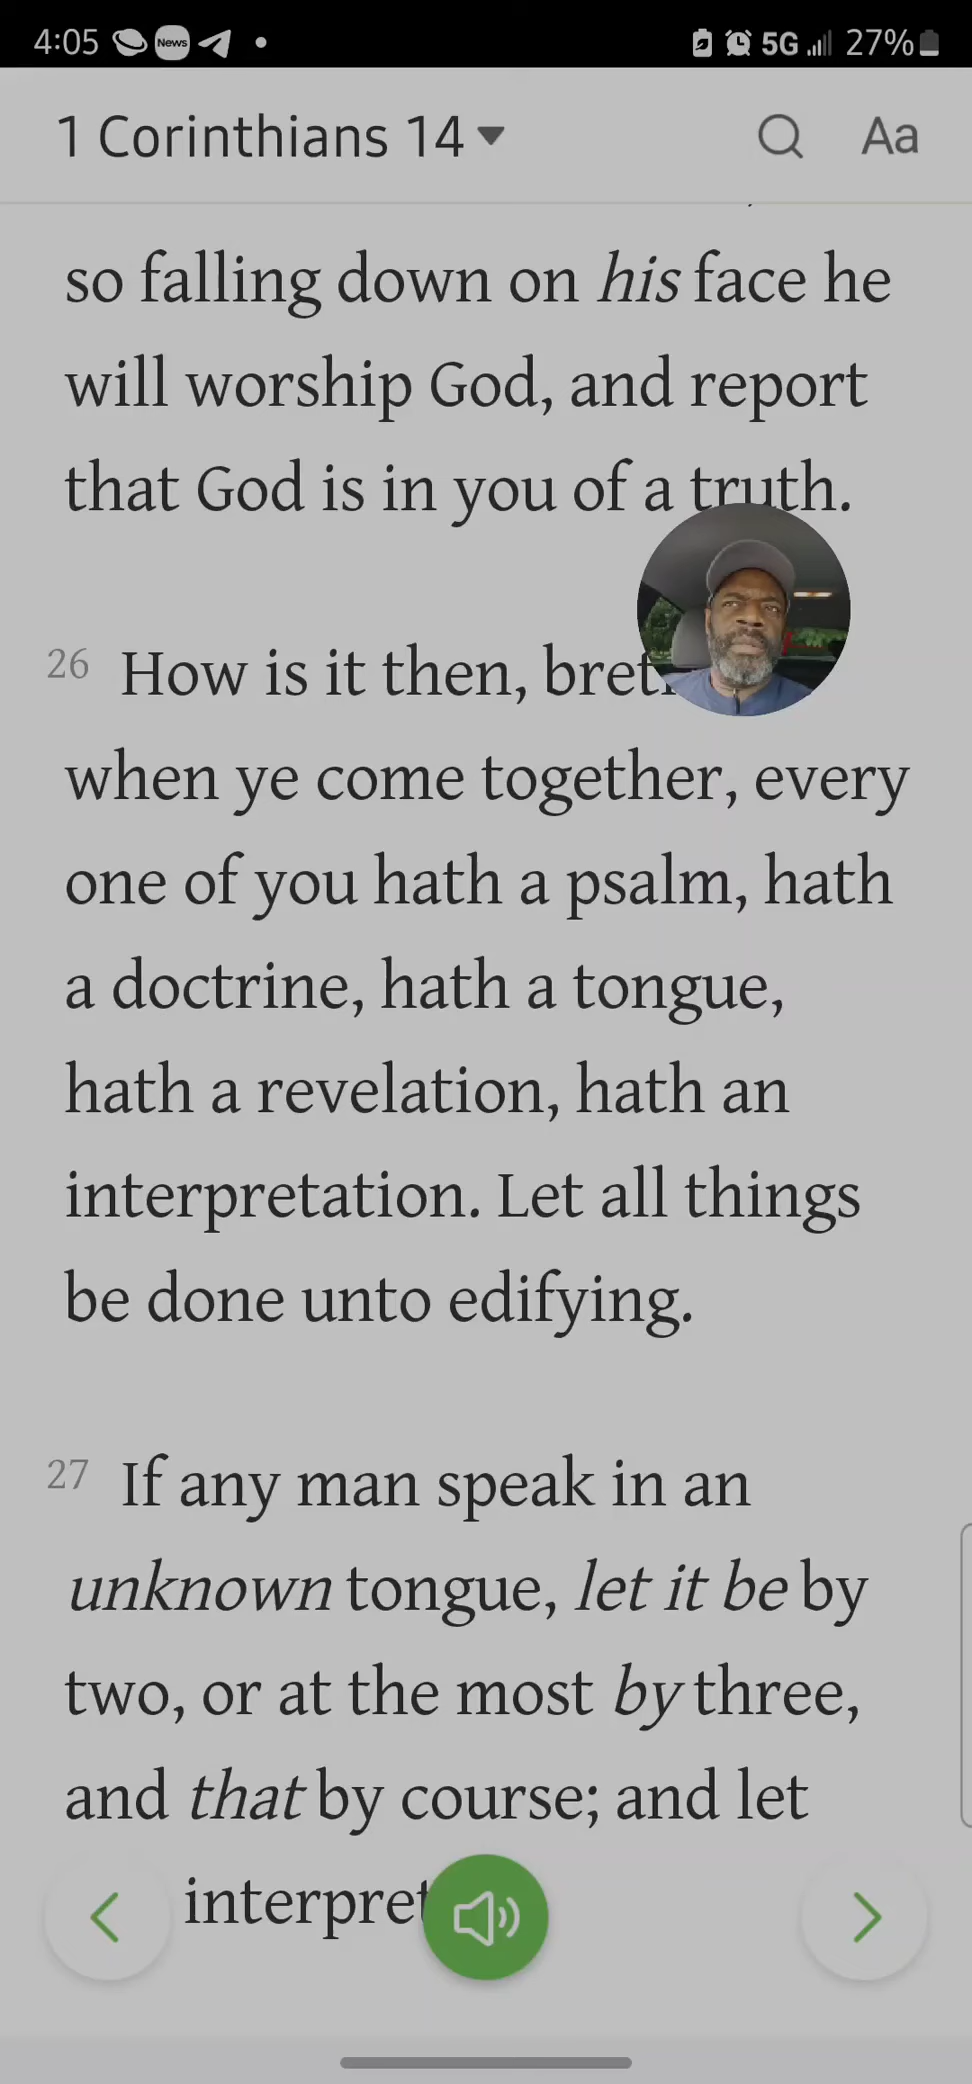 4:05 News 5G 27%
1 Corinthians 14 Aa
so falling down on his face he
will worship God, and report
that God is in you of a truth.
26 How is it then,
when ye come together, every
one of you hath a psalm, hath
a doctrine, hath a tongue,
hath a revelation, hath an
interpretation. Let all things
be done unto edifying.
27 If any man speak in an
unknown tongue, let it be by
two, or at the most by three,
and that by course; and let